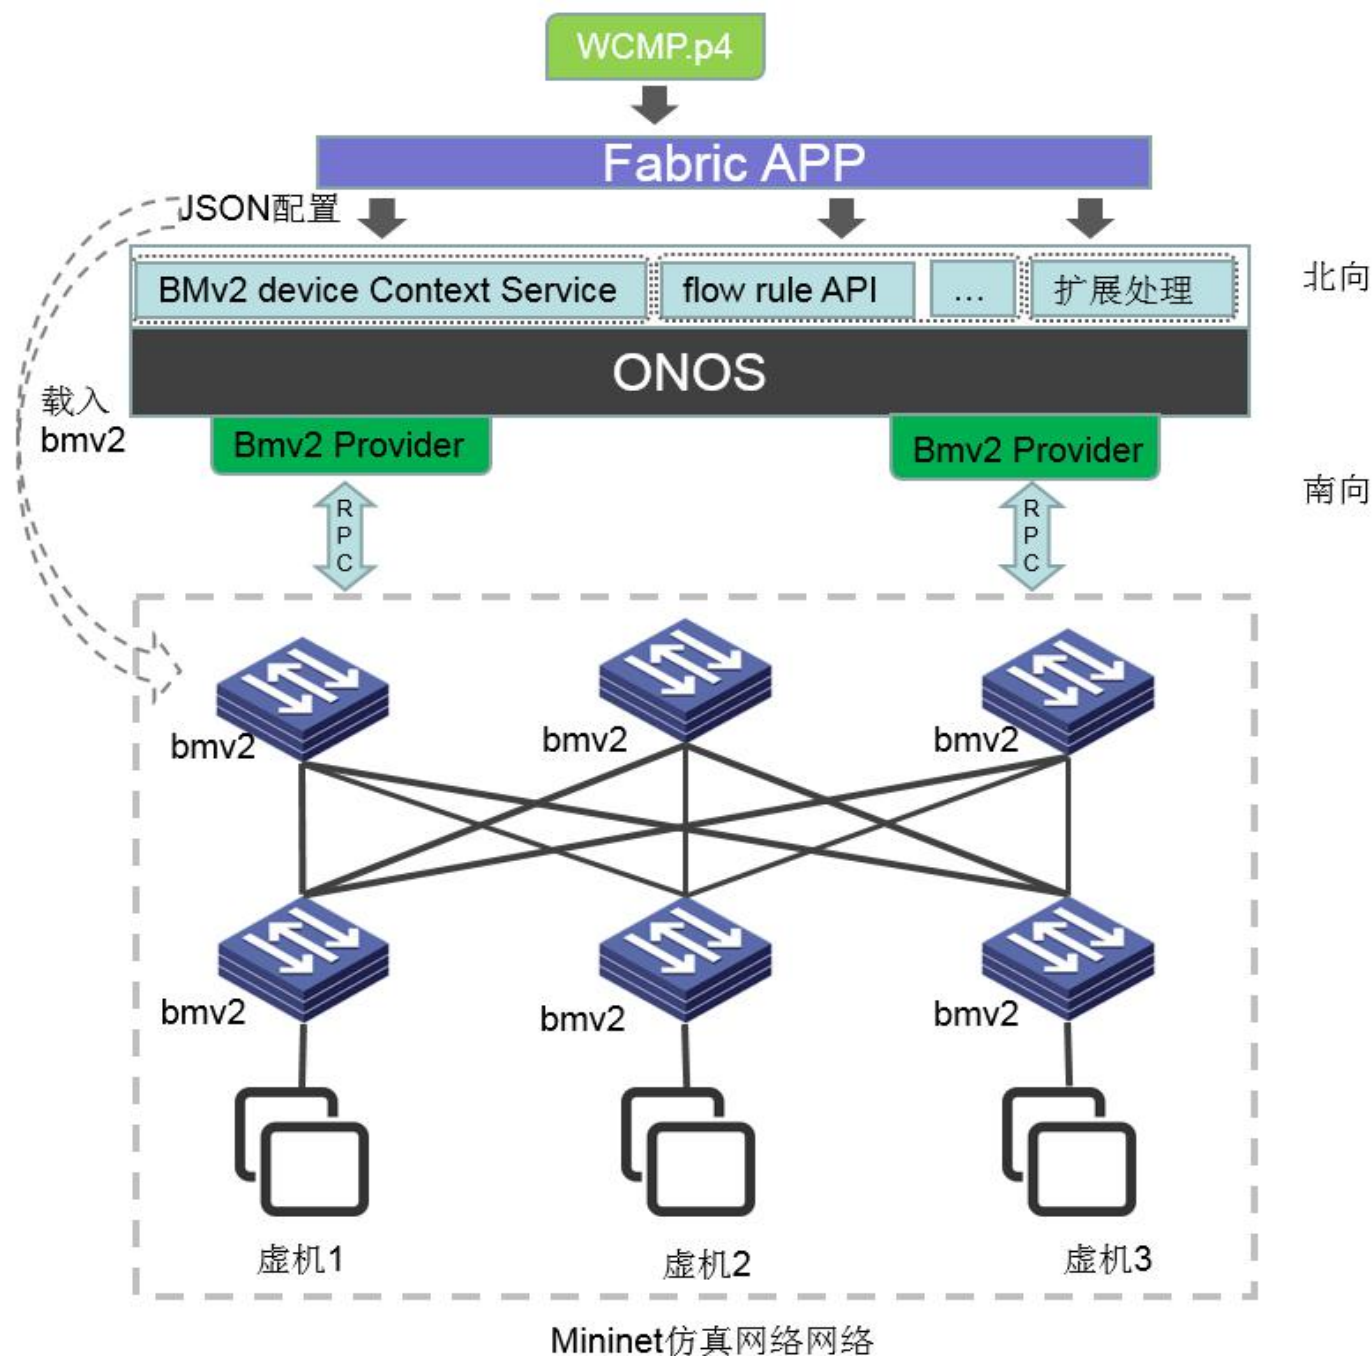 WCMP.p4
Fabric APP
JSON配置
BMv2 device Context Service
flow rule API
...
扩展处理
北向
ONOS
载入
bmv2
Bmv2 Provider
Bmv2 Provider
南向
R
P
C
R
P
C
bmv2
bmv2
bmv2
bmv2
bmv2
bmv2
虚机1
虚机2
虚机3
Mininet仿真网络网络